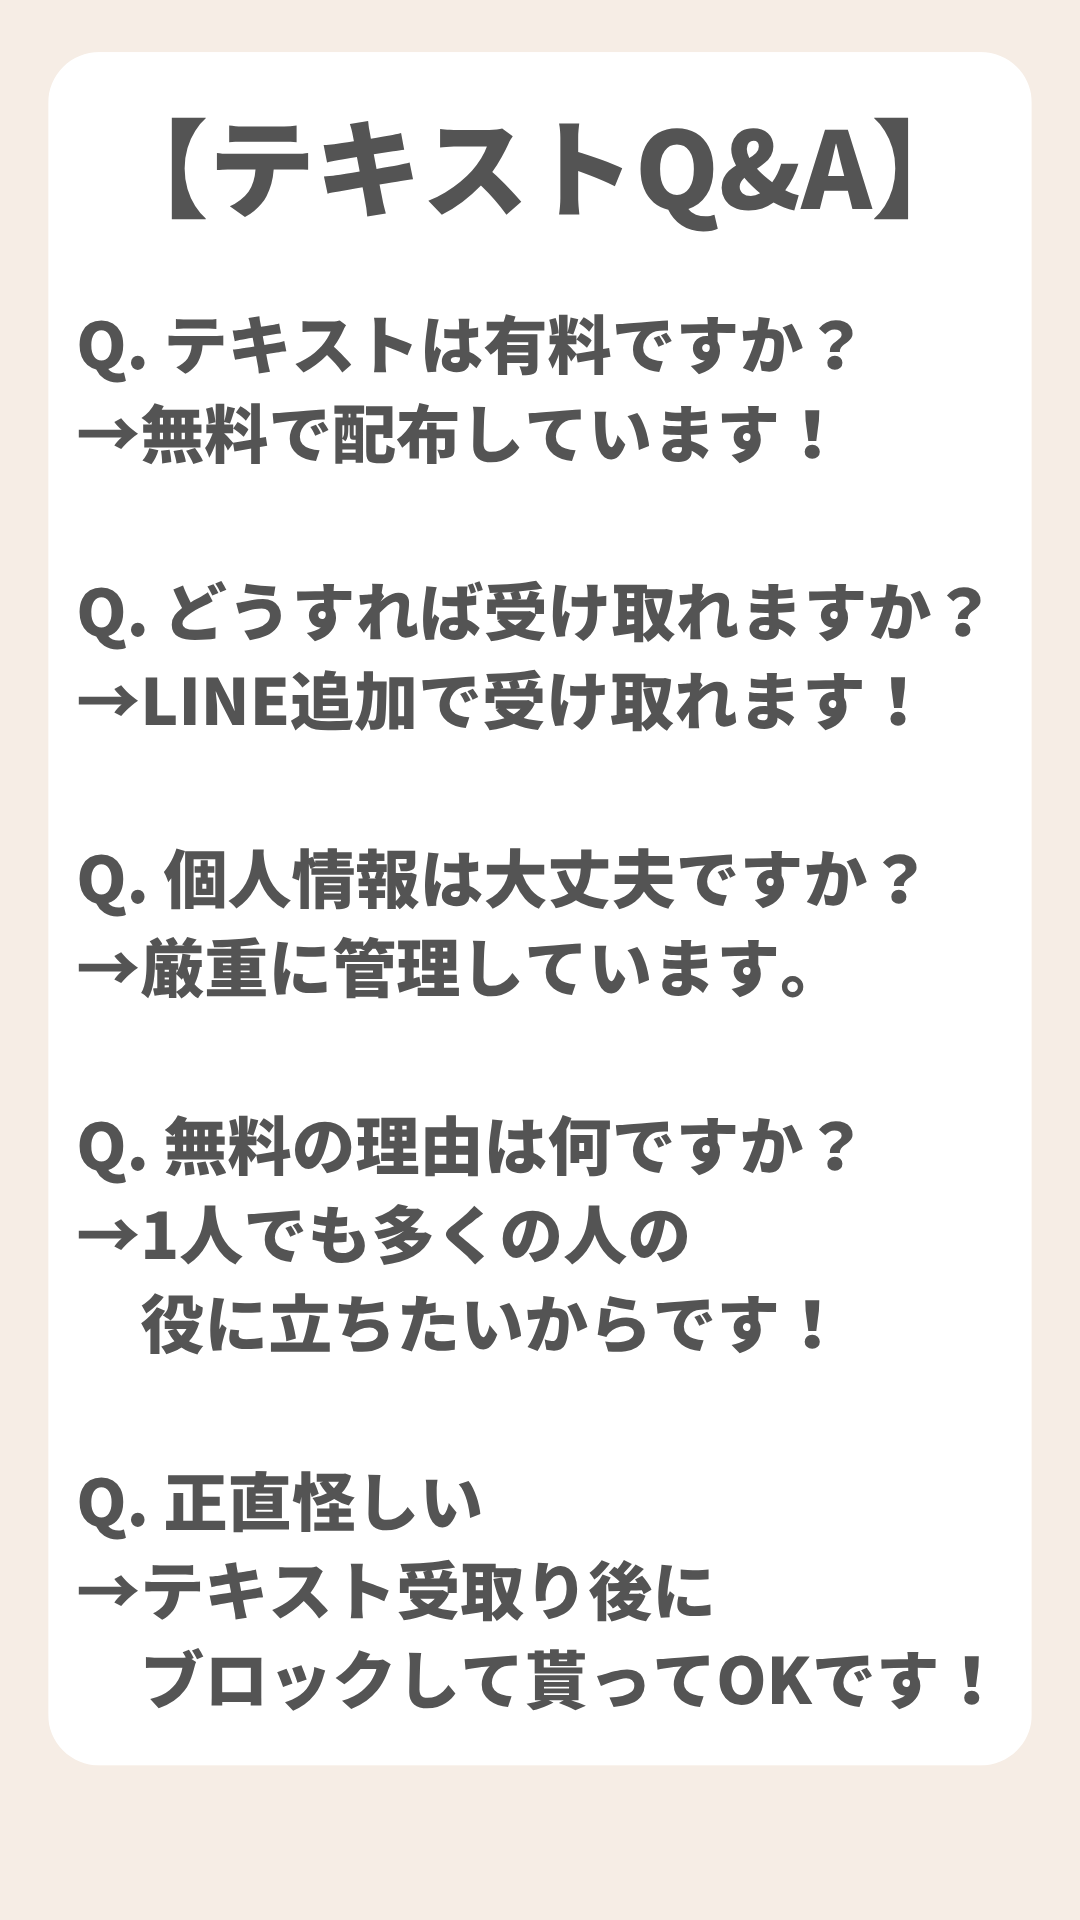 【テキストQ&A】
Q. テキストは有料ですか？
→無料で配布しています！
Q. どうすれば受け取れますか？
→LINE追加で受け取れます！
Q. 個人情報は大丈夫ですか？
→厳重に管理しています。
Q. 無料の理由は何ですか？
→1人でも多くの人の
役に立ちたいからです！
Q. 正直怪しい
→テキスト受取り後に
ブロックして貰ってOKです！